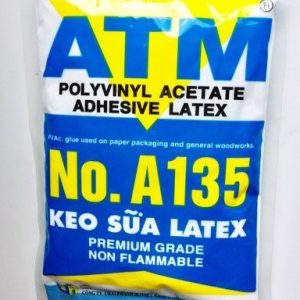 ATM
POLYVINYL ACETATE
ADHESIVE LATEX
PVAc. glue used on paper packaging and general woodworks.
No. A135
KEO SỮA LATEX
PREMIUM GRADE
NON FLAMMABLE